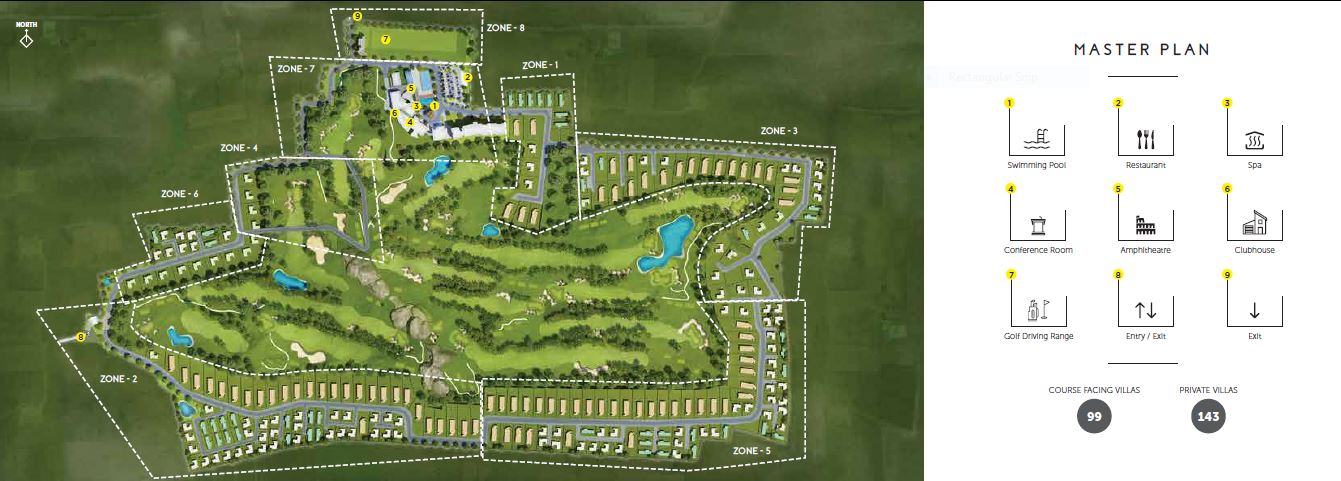 NORTH
9
ZONE - 8
7
ZONE - 7
2
ZONE - 1
5
3
1
6
4
ZONE - 3
ZONE - 4
ZONE - 6
8
ZONE - 2
ZONE - 5
MASTER PLAN
Rectangular Snip
1
2
3
Swimming Pool
Restaurant
Spa
4
5
6
Conference Room
Amphitheatre
Clubhouse
7
8
9
Golf Driving Range
Entry / Exit
Exit
COURSE FACING VILLAS
PRIVATE VILLAS
99
143